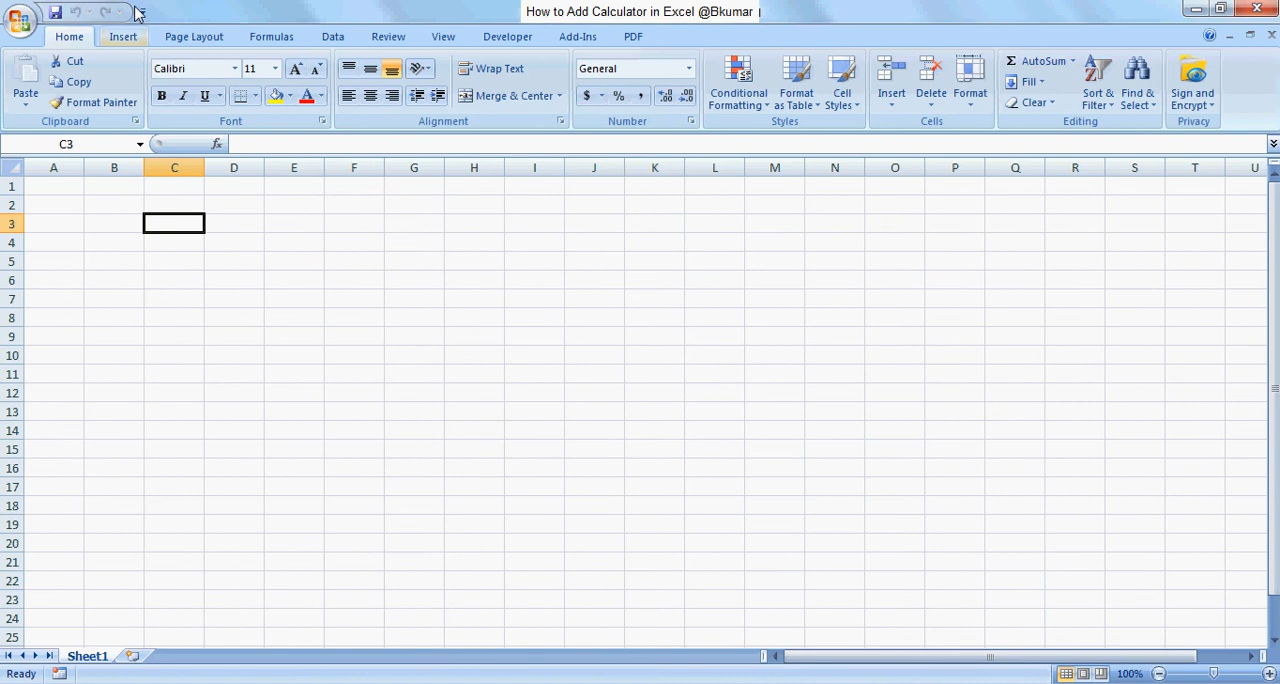 How to Add Calculator in Excel @Bkumar
Home Insert Page Layout Formulas Data Review View Developer Add-Ins PDF
Paste Cut Copy Format Painter
Calibri 11 A A
B I U A
Wrap Text
Merge & Center
General
$ % , .0 .00 .00 .0
Conditional Formatting Format as Table Cell Styles
Insert Delete Format
Σ AutoSum Fill Clear
Sort & Filter Find & Select
Sign and Encrypt
Clipboard Font Alignment Number Styles Cells Editing Privacy
C3 fx
A B C D E F G H I J K L M N O P Q R S T U
1
2
3
4
5
6
7
8
9
10
11
12
13
14
15
16
17
18
19
20
21
22
23
24
25
Sheet1
Ready 100%